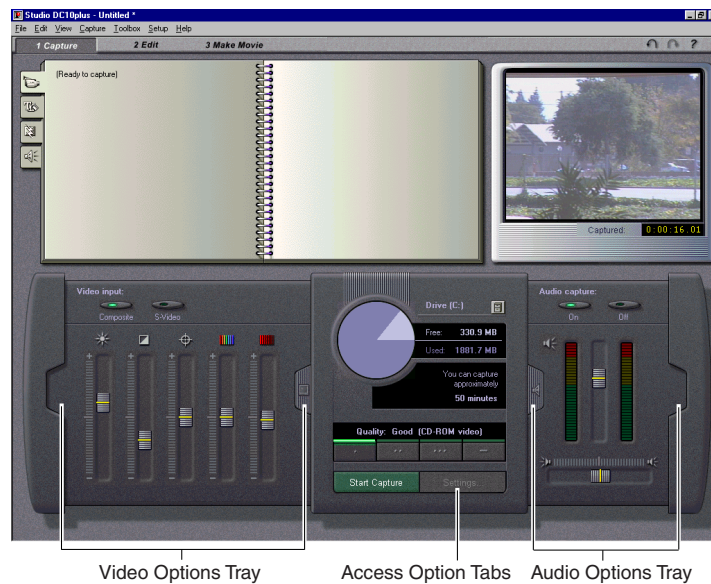 Studio DC10plus - Untitled *
File Edit View Capture Toolbox Setup Help
1 Capture 2 Edit 3 Make Movie ?
(Ready to capture)
Captured: 0:00:16.01
Video input:
Composite S-Video
Drive (C:)
Free: 330.9 MB
Used: 1881.7 MB
You can capture
approximately
50 minutes
Quality: Good (CD-ROM video)
Start Capture Settings...
Audio capture:
On Off
Video Options Tray Access Option Tabs Audio Options Tray